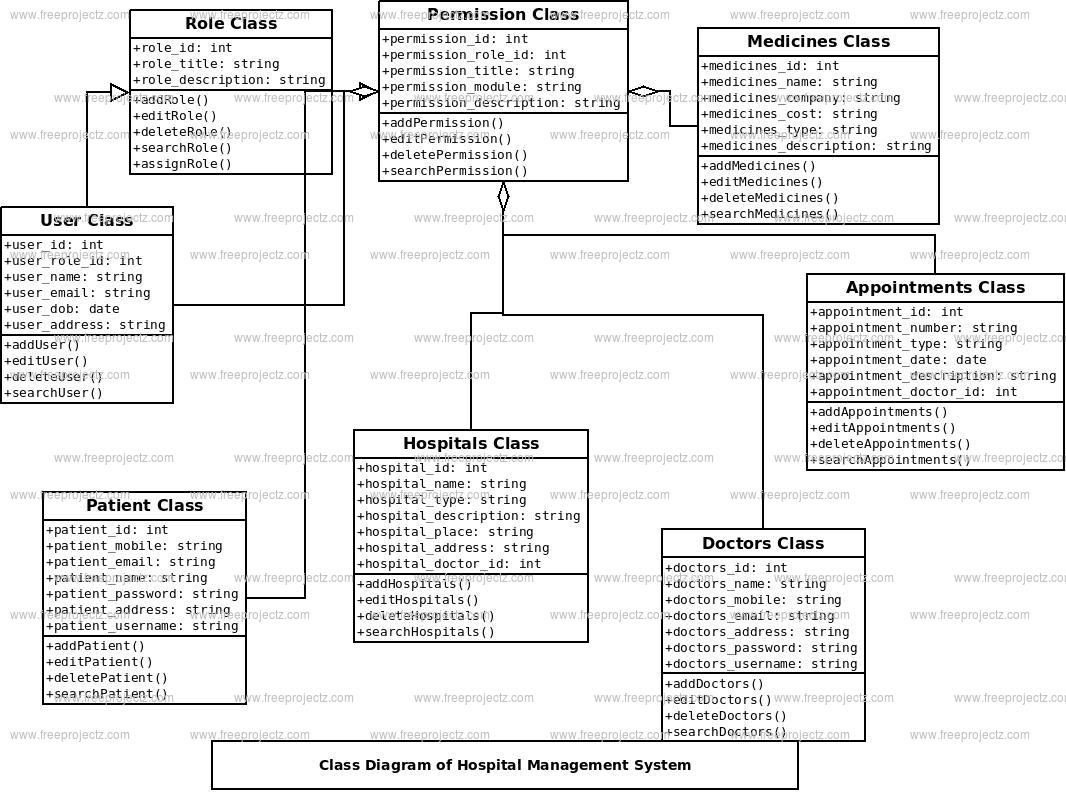 Role Class
+role_id: int
+role_title: string
+role_description: string
+addRole()
+editRole()
+deleteRole()
+searchRole()
+assignRole()
Permission Class
+permission_id: int
+permission_role_id: int
+permission_title: string
+permission_module: string
+permission_description: string
+addPermission()
+editPermission()
+deletePermission()
+searchPermission()
Medicines Class
+medicines_id: int
+medicines_name: string
+medicines_company: string
+medicines_cost: string
+medicines_type: string
+medicines_description: string
+addMedicines()
+editMedicines()
+deleteMedicines()
+searchMedicines()
User Class
+user_id: int
+user_role_id: int
+user_name: string
+user_email: string
+user_dob: date
+user_address: string
+addUser()
+editUser()
+deleteUser()
+searchUser()
Appointments Class
+appointment_id: int
+appointment_number: string
+appointment_type: string
+appointment_date: date
+appointment_description: string
+appointment_doctor_id: int
+addAppointments()
+editAppointments()
+deleteAppointments()
+searchAppointments()
Hospitals Class
+hospital_id: int
+hospital_name: string
+hospital_type: string
+hospital_description: string
+hospital_place: string
+hospital_address: string
+hospital_doctor_id: int
+addHospitals()
+editHospitals()
+deleteHospitals()
+searchHospitals()
Patient Class
+patient_id: int
+patient_mobile: string
+patient_email: string
+patient_name: string
+patient_password: string
+patient_address: string
+patient_username: string
+addPatient()
+editPatient()
+deletePatient()
+searchPatient()
Doctors Class
+doctors_id: int
+doctors_name: string
+doctors_mobile: string
+doctors_email: string
+doctors_address: string
+doctors_password: string
+doctors_username: string
+addDoctors()
+editDoctors()
+deleteDoctors()
+searchDoctors()
Class Diagram of Hospital Management System
www.freeprojectz.com